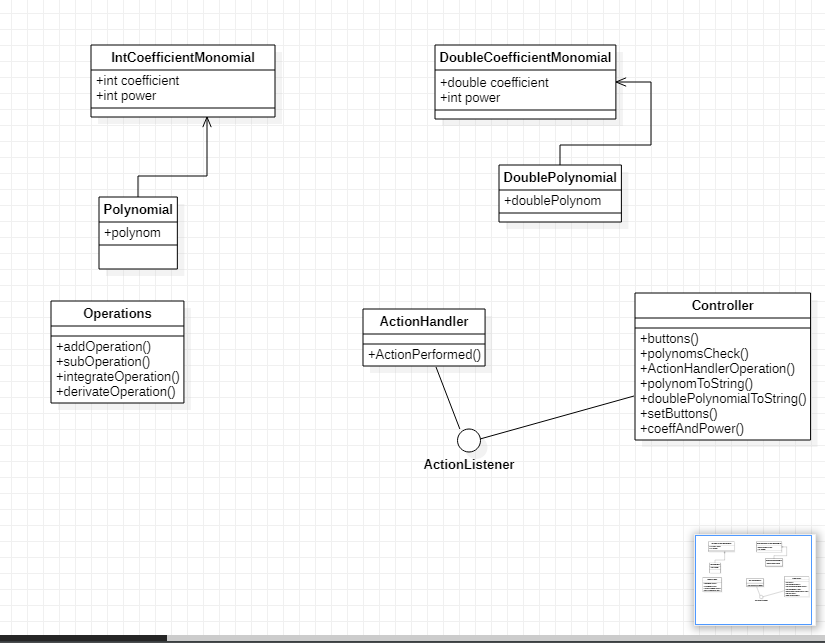 IntCoefficientMonomial
+int coefficient
+int power
DoubleCoefficientMonomial
+double coefficient
+int power
Polynomial
+polynom
DoublePolynomial
+doublePolynom
Operations
+addOperation()
+subOperation()
+integrateOperation()
+derivateOperation()
ActionHandler
+ActionPerformed()
Controller
+buttons()
+polynomsCheck()
+ActionHandlerOperation()
+polynomToString()
+doublePolynomialToString()
+setButtons()
+coeffAndPower()
ActionListener